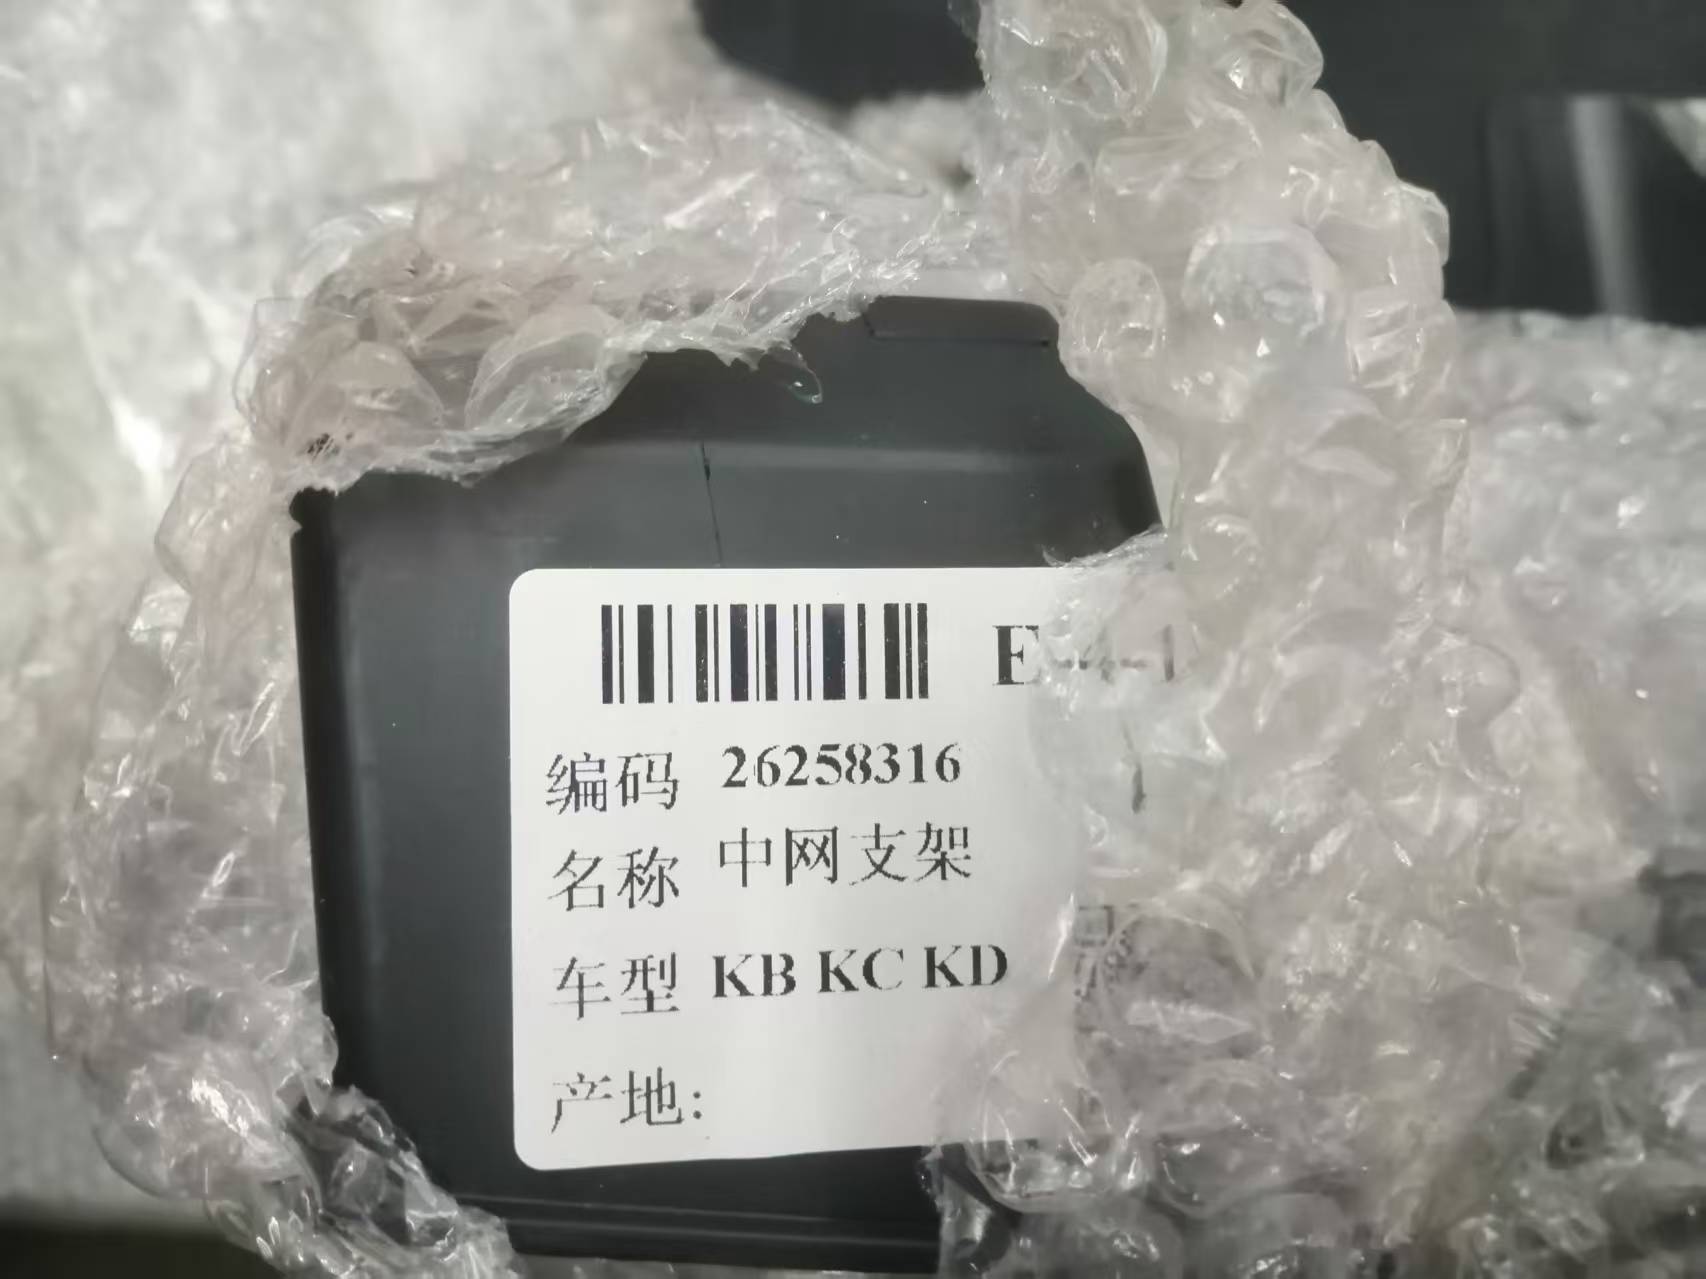 编码 26258316
名称 中网支架
车型 KB KC KD
产地: